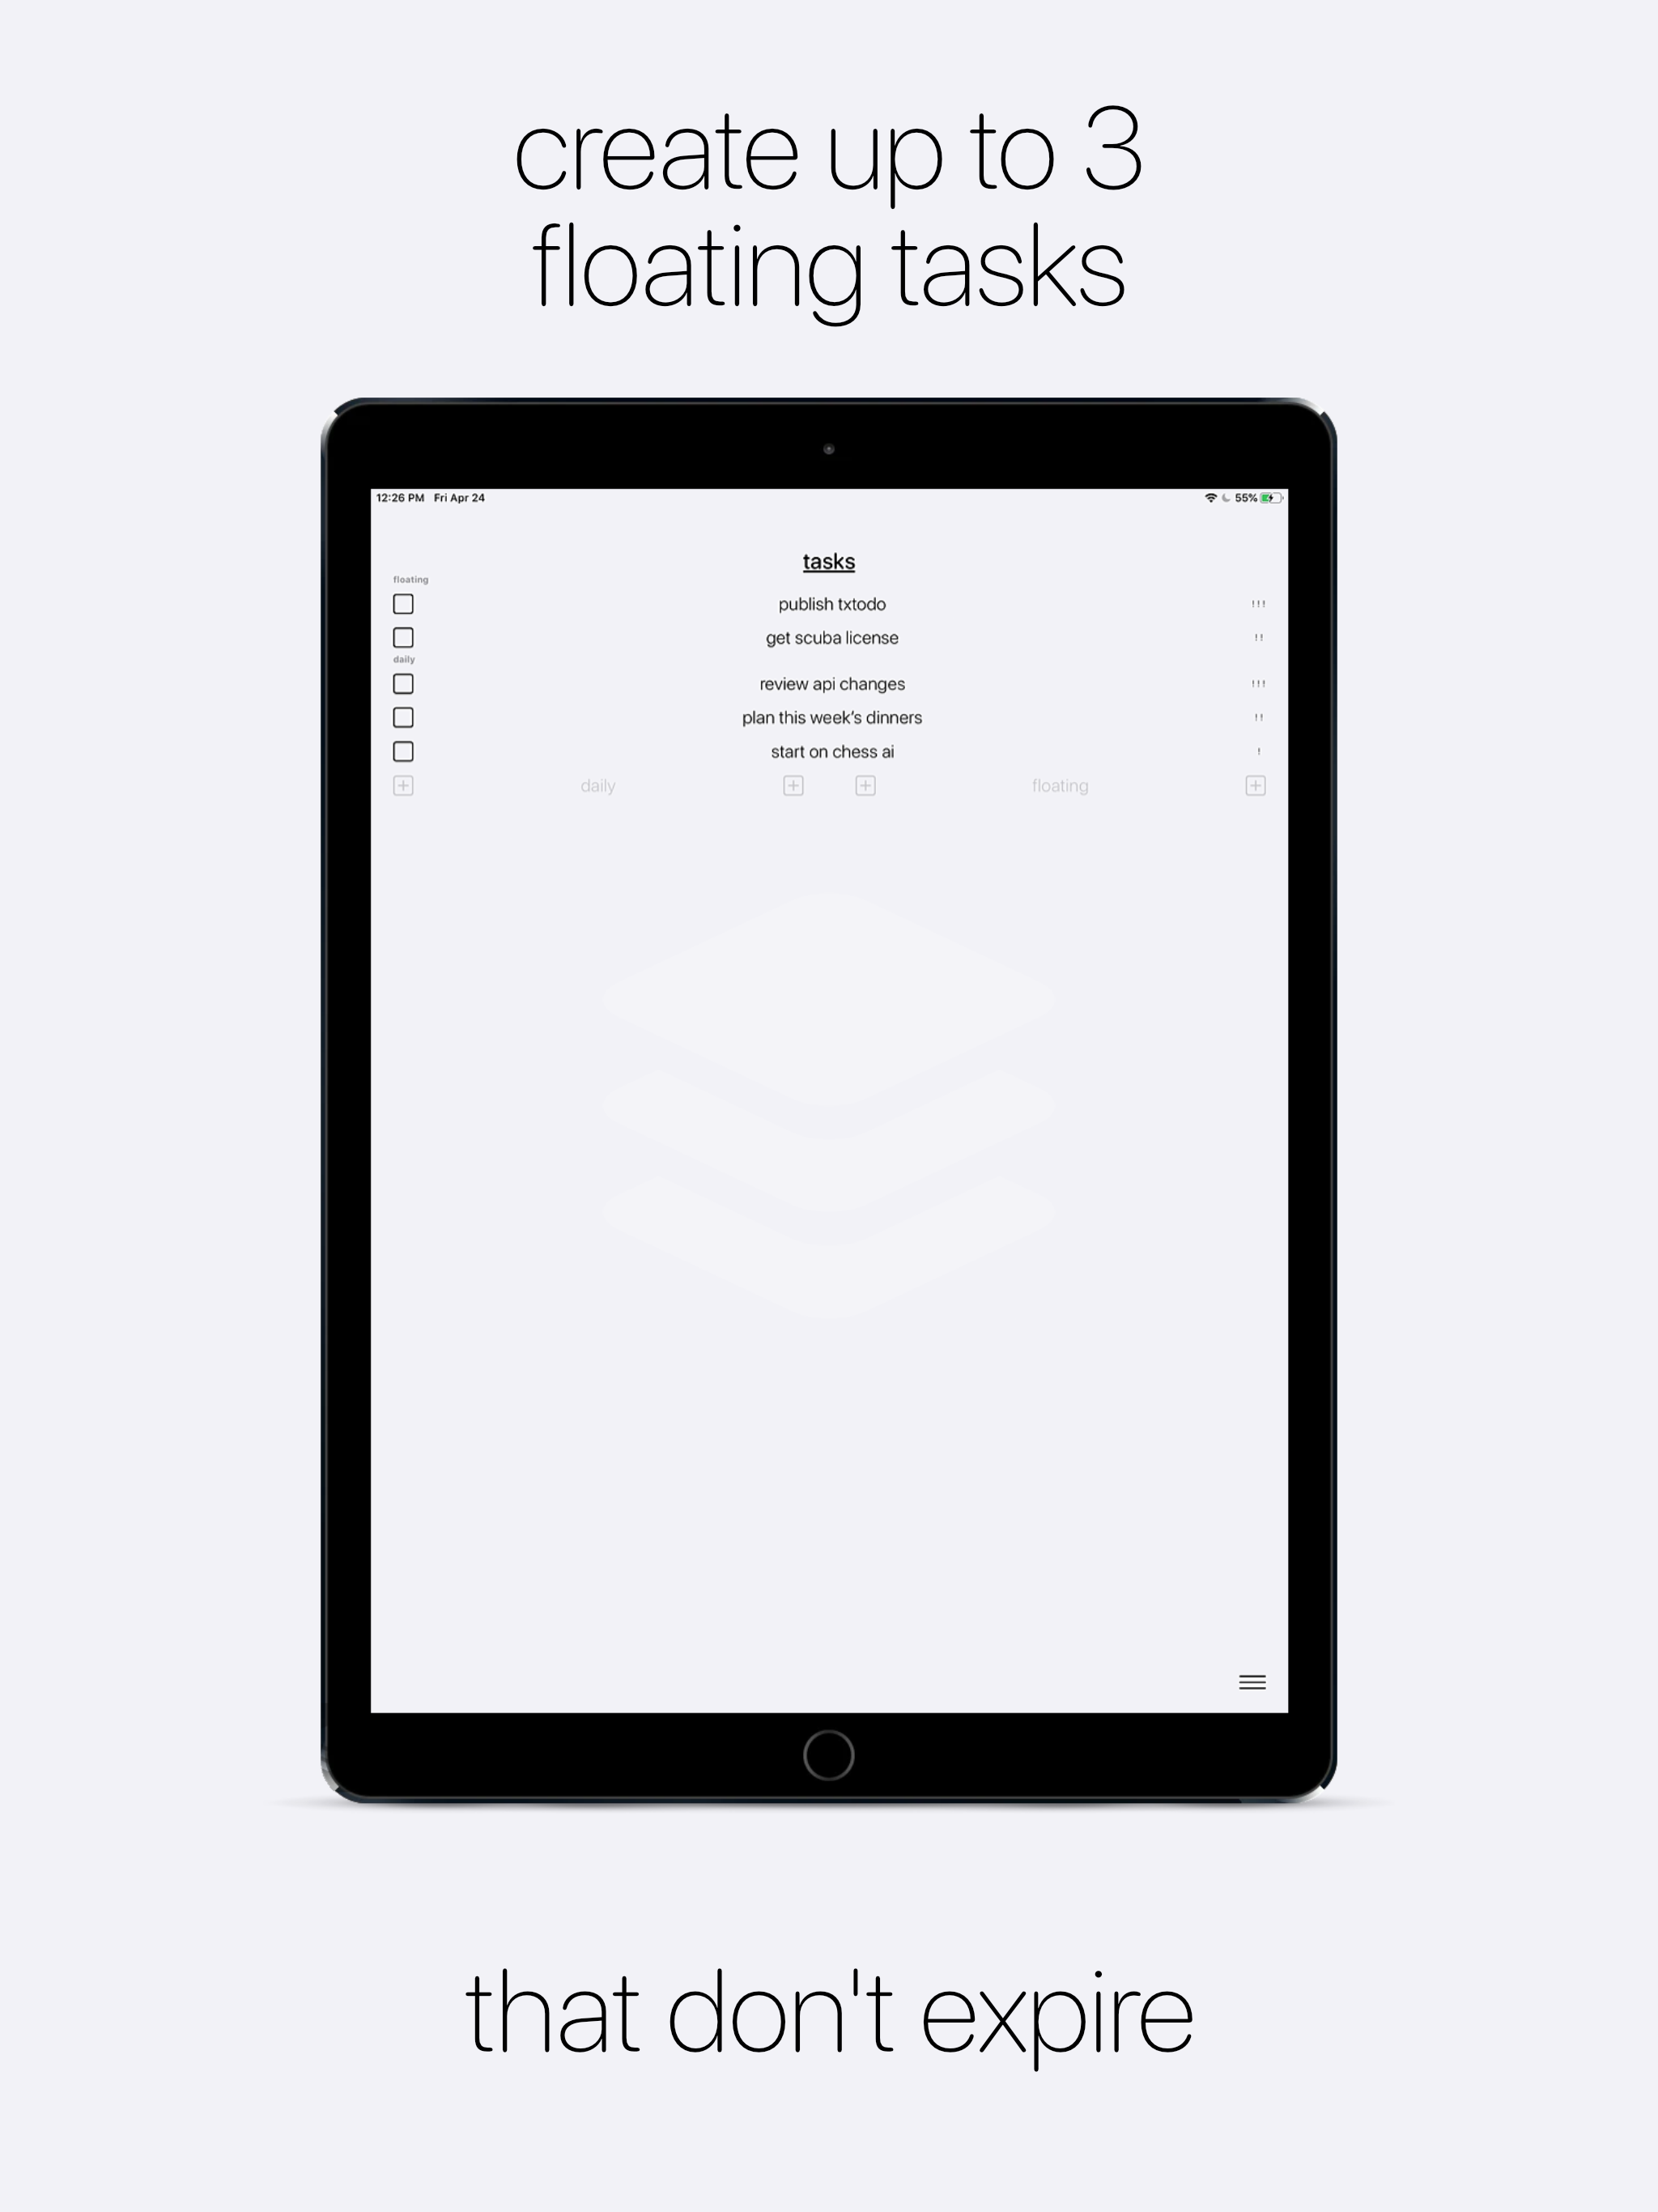 create up to 3
floating tasks
12:26 PM Fri Apr 24 55%
tasks
floating
publish txtodo !!!
get scuba license !!
daily
review api changes !!!
plan this week’s dinners !!
start on chess ai !
daily floating
that don't expire